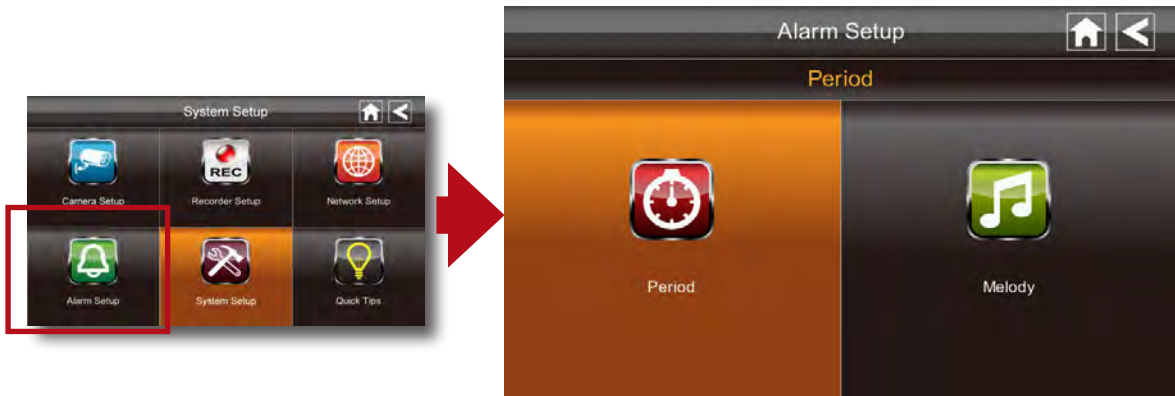 System Setup
REC
Camera Setup
Recorder Setup
Network Setup
Alarm Setup
System Setup
Quick Tips
Alarm Setup
Period
Period
Melody